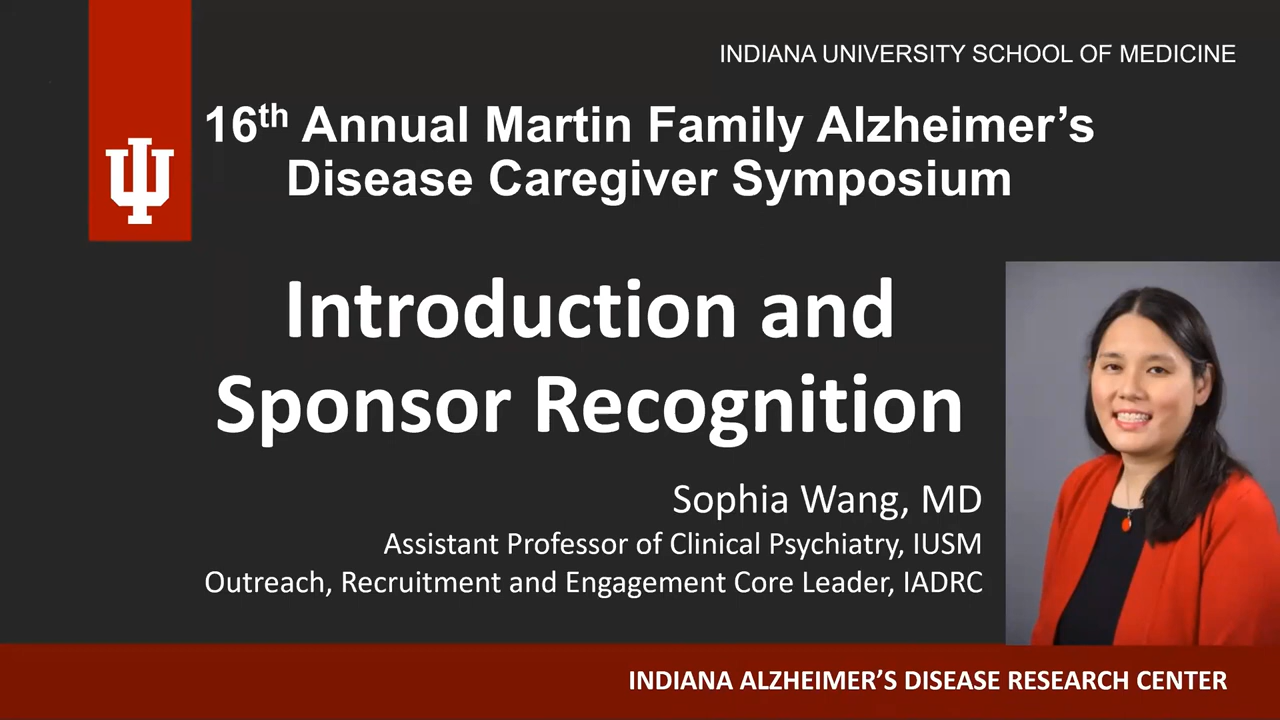 INDIANA UNIVERSITY SCHOOL OF MEDICINE
16th Annual Martin Family Alzheimer’s
Disease Caregiver Symposium
Introduction and
Sponsor Recognition
Sophia Wang, MD
Assistant Professor of Clinical Psychiatry, IUSM
Outreach, Recruitment and Engagement Core Leader, IADRC
INDIANA ALZHEIMER’S DISEASE RESEARCH CENTER